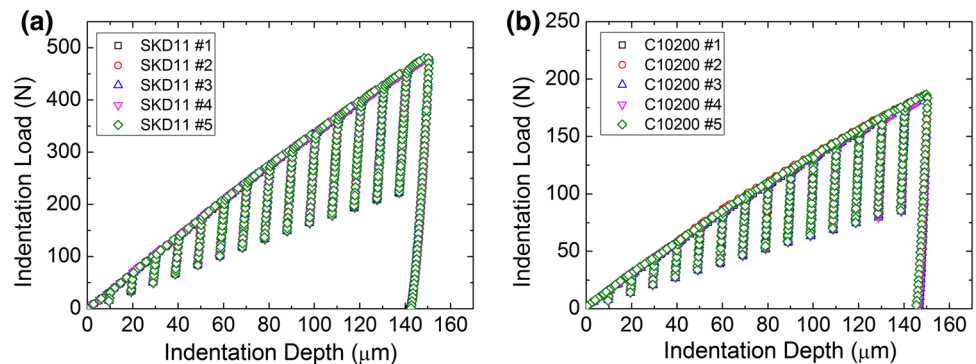 (a)
500
400
300
200
100
0
Indentation Load (N)
SKD11 #1
SKD11 #2
SKD11 #3
SKD11 #4
SKD11 #5
0 20 40 60 80 100 120 140 160
Indentation Depth (μm)
(b)
250
200
150
100
50
0
Indentation Load (N)
C10200 #1
C10200 #2
C10200 #3
C10200 #4
C10200 #5
0 20 40 60 80 100 120 140 160
Indentation Depth (μm)